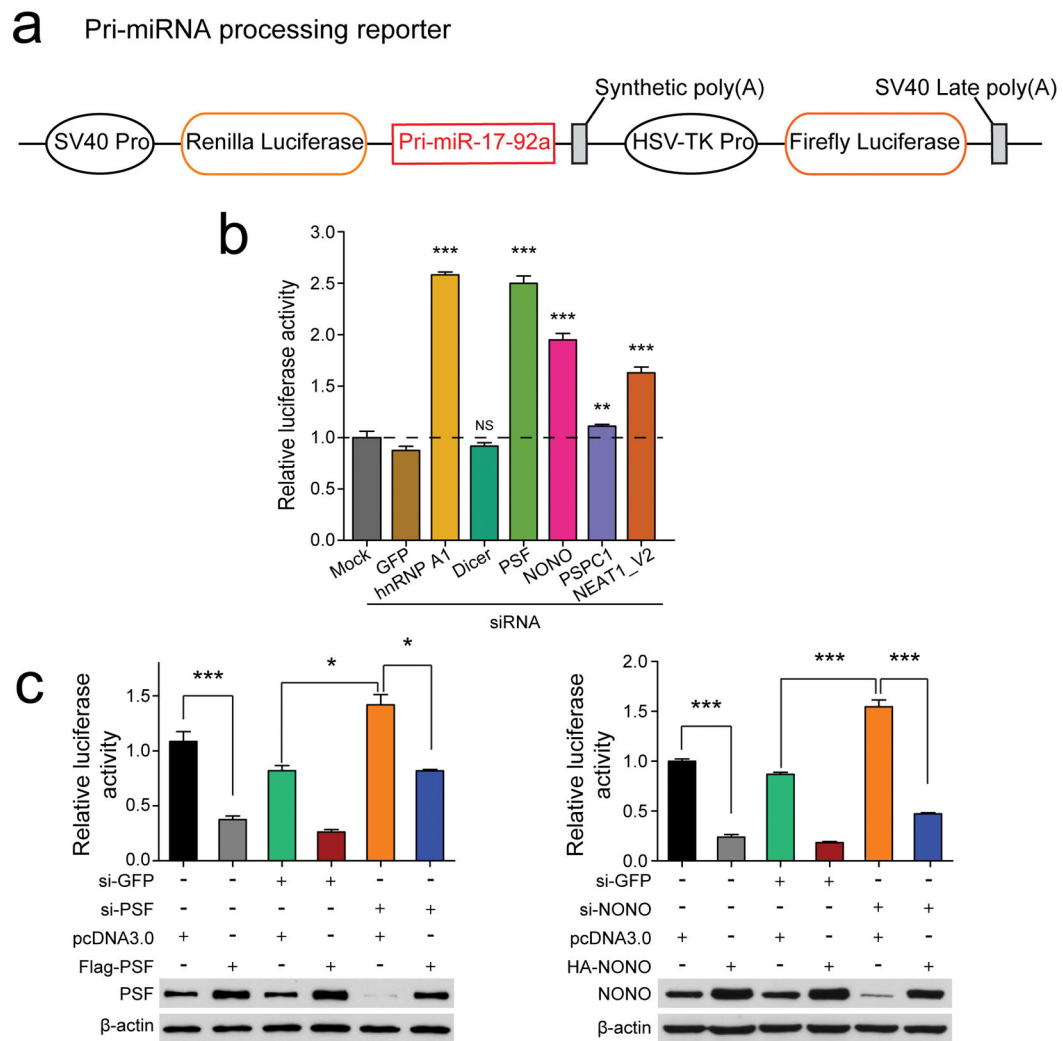 a Pri-miRNA processing reporter
Synthetic poly(A) SV40 Late poly(A)
SV40 Pro Renilla Luciferase Pri-miR-17-92a HSV-TK Pro Firefly Luciferase
b
Relative luciferase activity
3.0
2.5
2.0
1.5
1.0
0.5
0.0
*** NS *** *** ** ***
Mock GFP hnRNP A1 Dicer PSF NONO PSPC1 NEAT1_V2
siRNA
c
Relative luciferase
activity
1.5
1.0
0.5
0.0
*** * *
si-GFP - - + + - -
si-PSF - - - - + +
pcDNA3.0 + - + - + -
Flag-PSF - + - + - +
PSF
β-actin
Relative luciferase
activity
2.0
1.5
1.0
0.5
0.0
*** *** ***
si-GFP - - + + - -
si-NONO - - - - + +
pcDNA3.0 + - + - + -
HA-NONO - + - + - +
NONO
β-actin